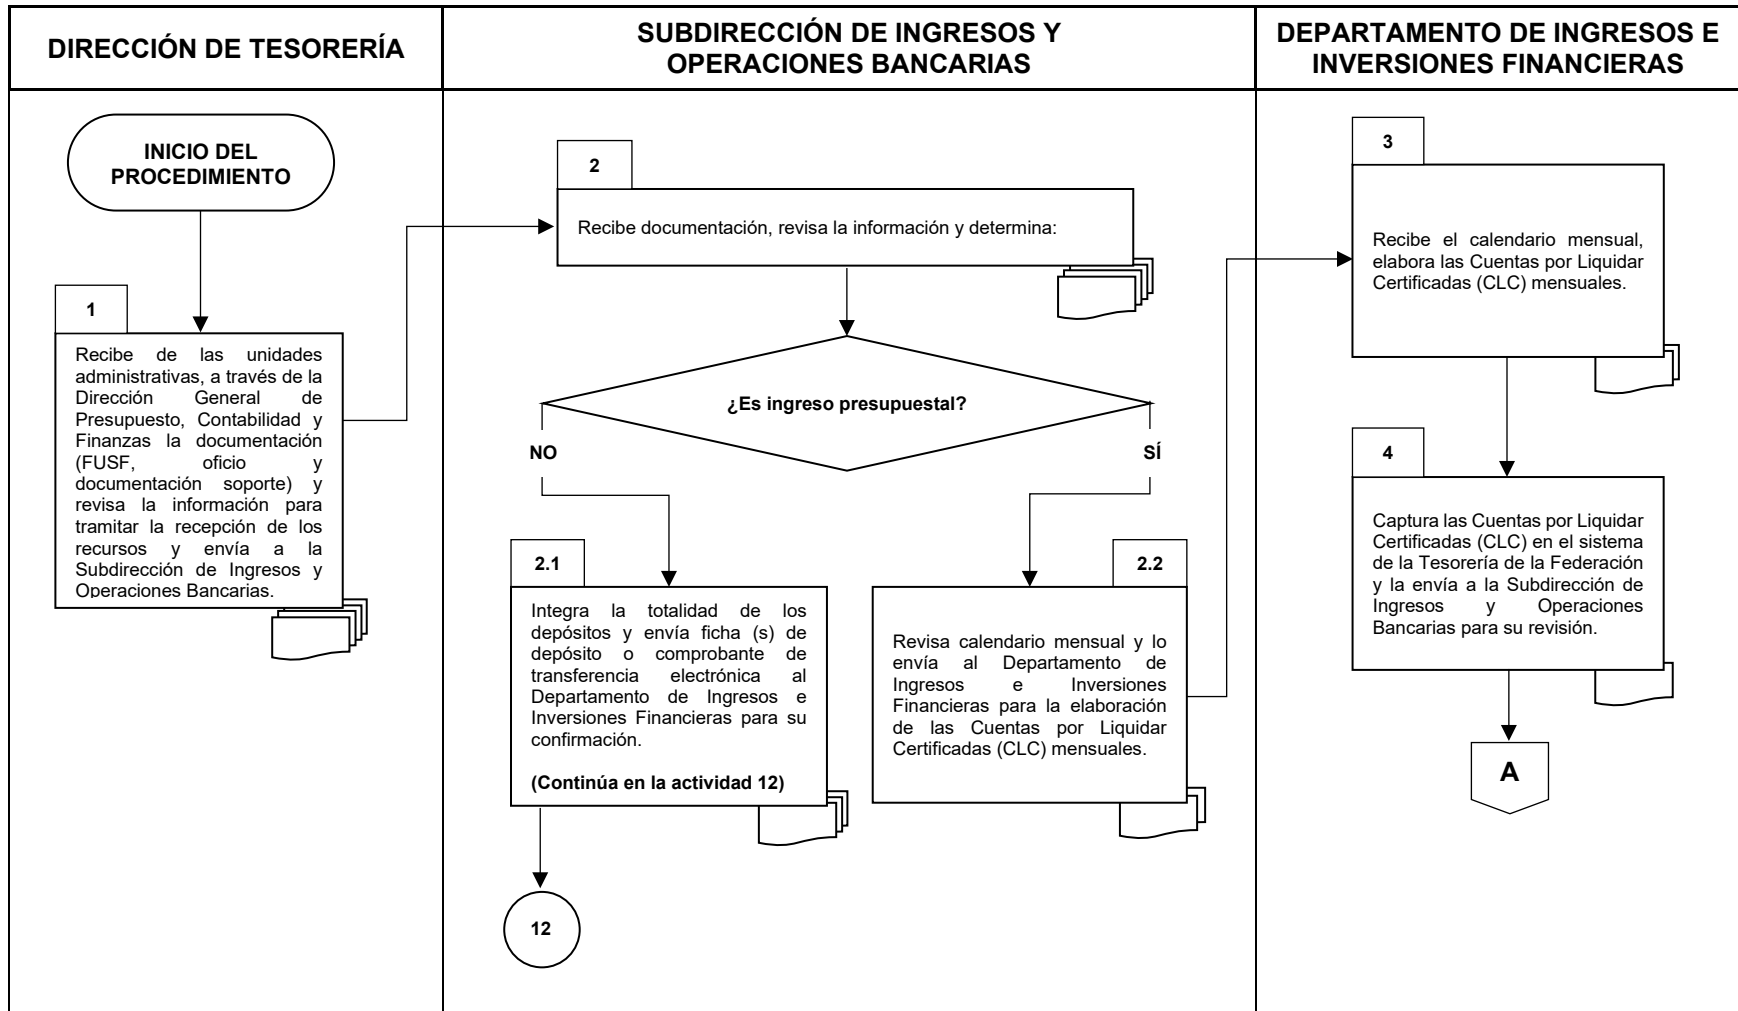 DIRECCIÓN DE TESORERÍA
SUBDIRECCIÓN DE INGRESOS Y
OPERACIONES BANCARIAS
DEPARTAMENTO DE INGRESOS E
INVERSIONES FINANCIERAS
INICIO DEL
PROCEDIMIENTO
1
Recibe de las unidades
administrativas, a través de la
Dirección General de
Presupuesto, Contabilidad y
Finanzas la documentación
(FUSF, oficio y
documentación soporte) y
revisa la información para
tramitar la recepción de los
recursos y envía a la
Subdirección de Ingresos y
Operaciones Bancarias.
2
Recibe documentación, revisa la información y determina:
¿Es ingreso presupuestal?
NO
SÍ
2.1
Integra la totalidad de los
depósitos y envía ficha (s) de
depósito o comprobante de
transferencia electrónica al
Departamento de Ingresos e
Inversiones Financieras para su
confirmación.
(Continúa en la actividad 12)
12
2.2
Revisa calendario mensual y lo
envía al Departamento de
Ingresos e Inversiones
Financieras para la elaboración
de las Cuentas por Liquidar
Certificadas (CLC) mensuales.
3
Recibe el calendario mensual,
elabora las Cuentas por Liquidar
Certificadas (CLC) mensuales.
4
Captura las Cuentas por Liquidar
Certificadas (CLC) en el sistema
de la Tesorería de la Federación
y la envía a la Subdirección de
Ingresos y Operaciones
Bancarias para su revisión.
A